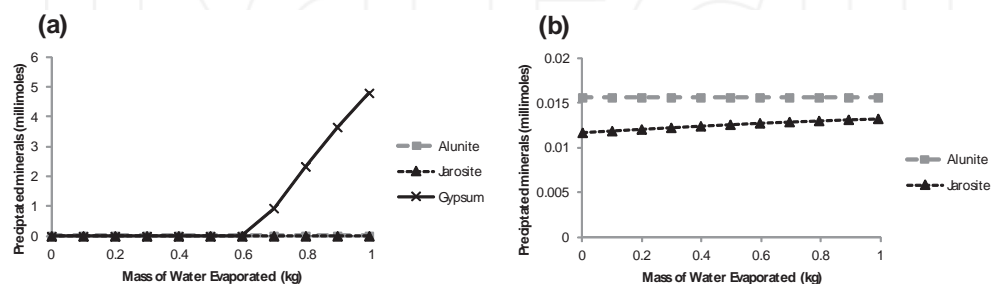 (a)
Preciptated minerals (millimoles)
6
5
4
3
2
1
0
0
0.2
0.4
0.6
0.8
1
Mass of Water Evaporated (kg)
Alunite
Jarosite
Gypsum
(b)
Preciptated minerals (millimoles)
0.02
0.015
0.01
0.005
0
0
0.2
0.4
0.6
0.8
1
Mass of Water Evaporated (kg)
Alunite
Jarosite